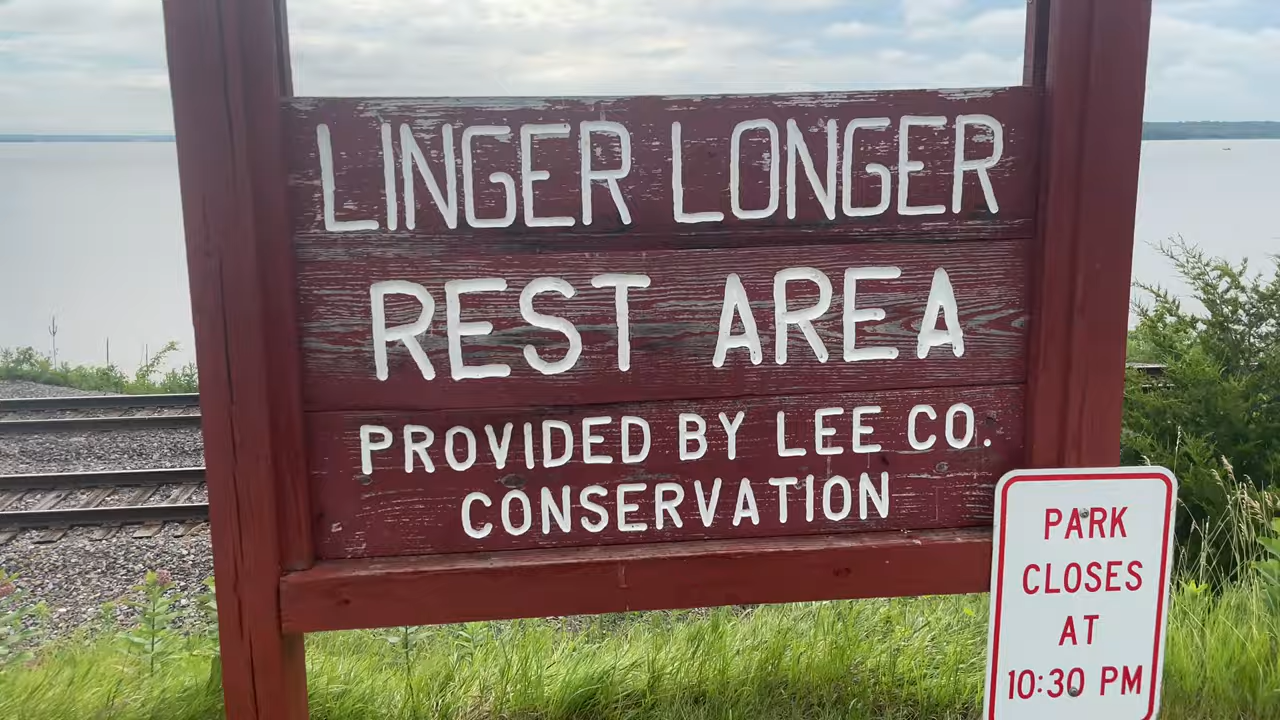 LINGER LONGER
REST AREA
PROVIDED BY LEE CO.
CONSERVATION
PARK
CLOSES
AT
10:30 PM